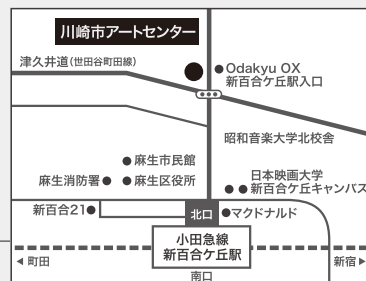 川崎市アートセンター
津久井道(世田谷町田線)
Odakyu OX
新百合ケ丘駅入口
昭和音楽大学北校舎
麻生市民館
麻生消防署
麻生区役所
日本映画大学
新百合ケ丘キャンパス
新百合21
北口
マクドナルド
小田急線
新百合ケ丘駅
町田
新宿
南口